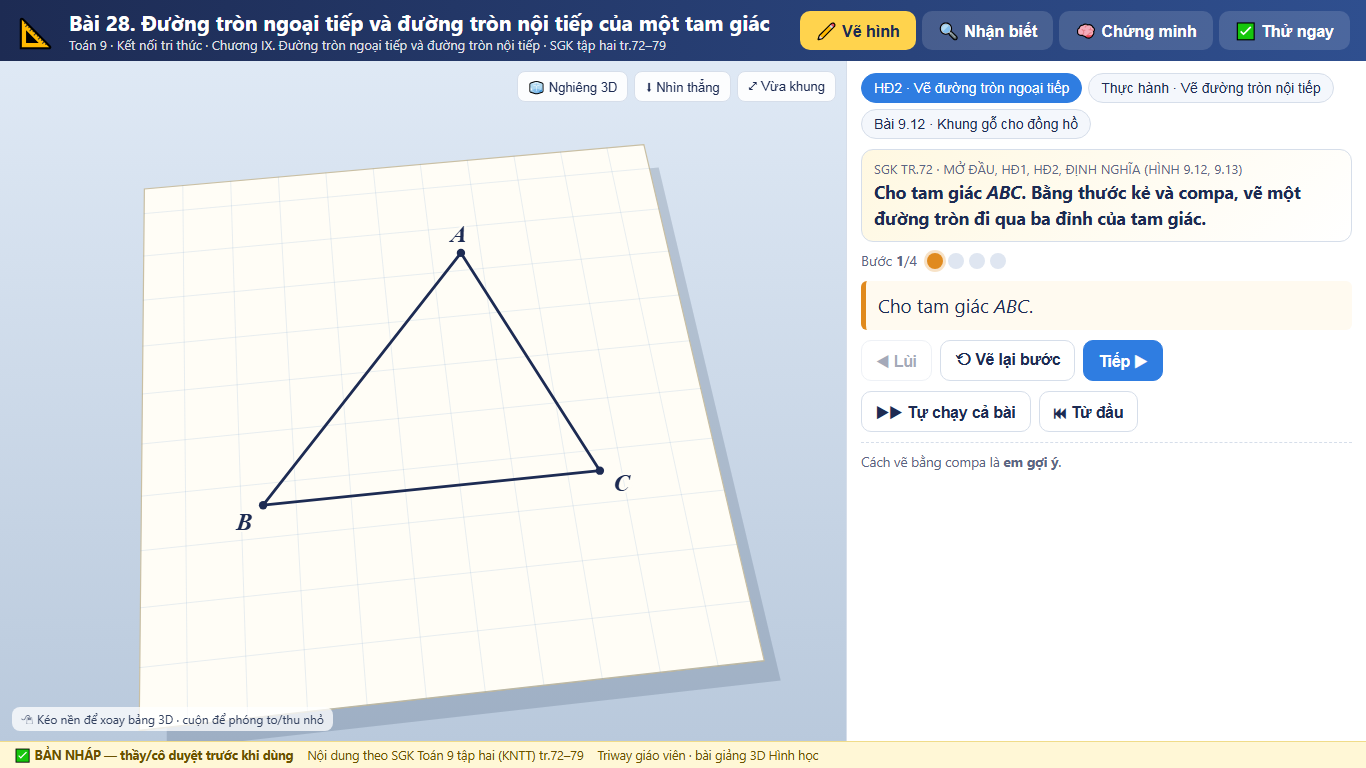 Bài 28. Đường tròn ngoại tiếp và đường tròn nội tiếp của một tam giác
Toán 9 · Kết nối tri thức · Chương IX. Đường tròn ngoại tiếp và đường tròn nội tiếp · SGK tập hai tr.72–79
Vẽ hình
Nhận biết
Chứng minh
Thử ngay
Nghiêng 3D
Nhìn thẳng
Vừa khung
A
B
C
Kéo nền để xoay bảng 3D · cuộn để phóng to/thu nhỏ
HĐ2 · Vẽ đường tròn ngoại tiếp
Thực hành · Vẽ đường tròn nội tiếp
Bài 9.12 · Khung gỗ cho đồng hồ
SGK TR.72 · MỞ ĐẦU, HĐ1, HĐ2, ĐỊNH NGHĨA (HÌNH 9.12, 9.13)
Cho tam giác ABC. Bằng thước kẻ và compa, vẽ một
đường tròn đi qua ba đỉnh của tam giác.
Bước 1/4
Cho tam giác ABC.
◀ Lùi
Vẽ lại bước
Tiếp ▶
▶▶ Tự chạy cả bài
⏮ Từ đầu
Cách vẽ bằng compa là em gợi ý.
✅ BẢN NHÁP — thầy/cô duyệt trước khi dùng
Nội dung theo SGK Toán 9 tập hai (KNTT) tr.72–79
Triway giáo viên · bài giảng 3D Hình học